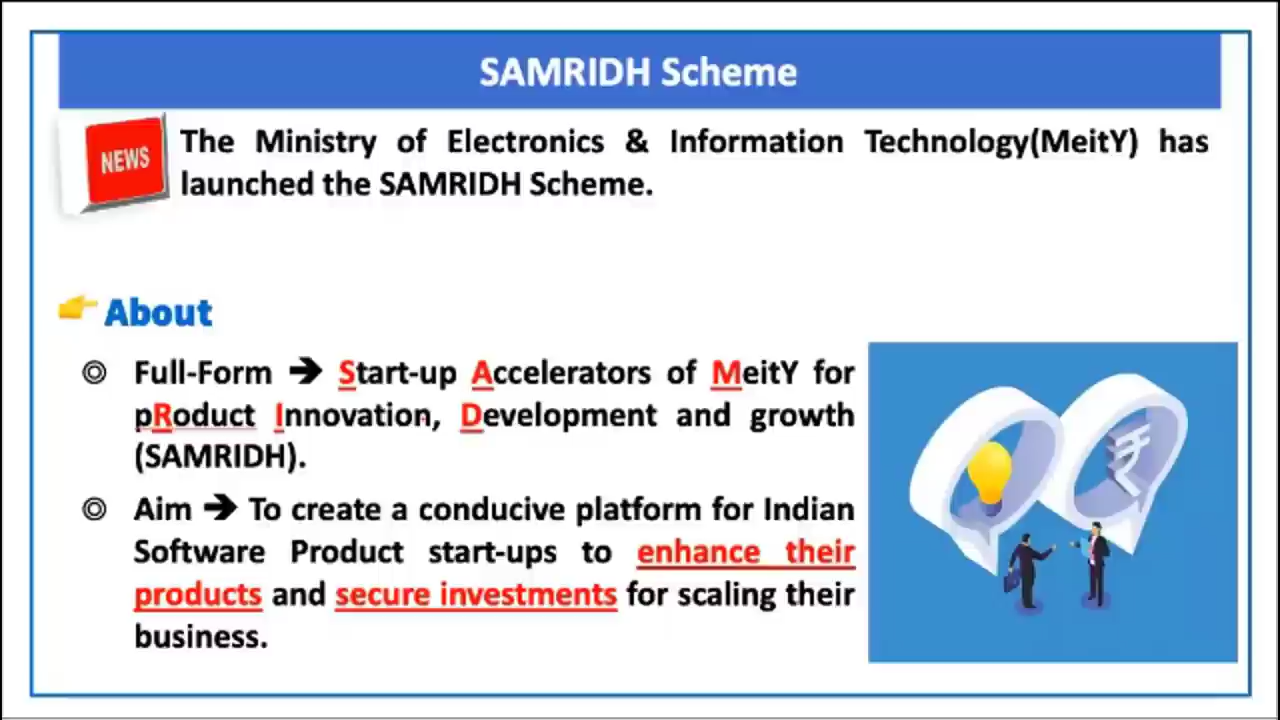 SAMRIDH Scheme
NEWS
The Ministry of Electronics & Information Technology(MeitY) has
launched the SAMRIDH Scheme.
About
Full-Form ➔ Start-up Accelerators of MeitY for
pRoduct Innovation, Development and growth
(SAMRIDH).
Aim ➔ To create a conducive platform for Indian
Software Product start-ups to enhance their
products and secure investments for scaling their
business.
₹